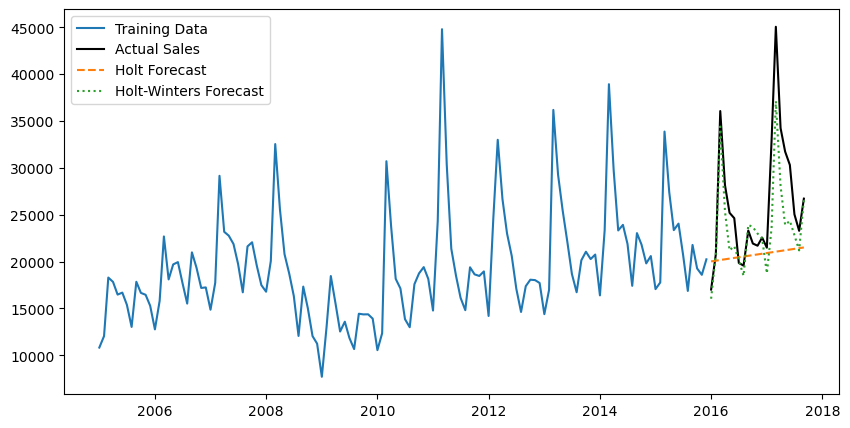 Training Data
Actual Sales
Holt Forecast
Holt-Winters Forecast
45000
40000
35000
30000
25000
20000
15000
10000
2006 2008 2010 2012 2014 2016 2018